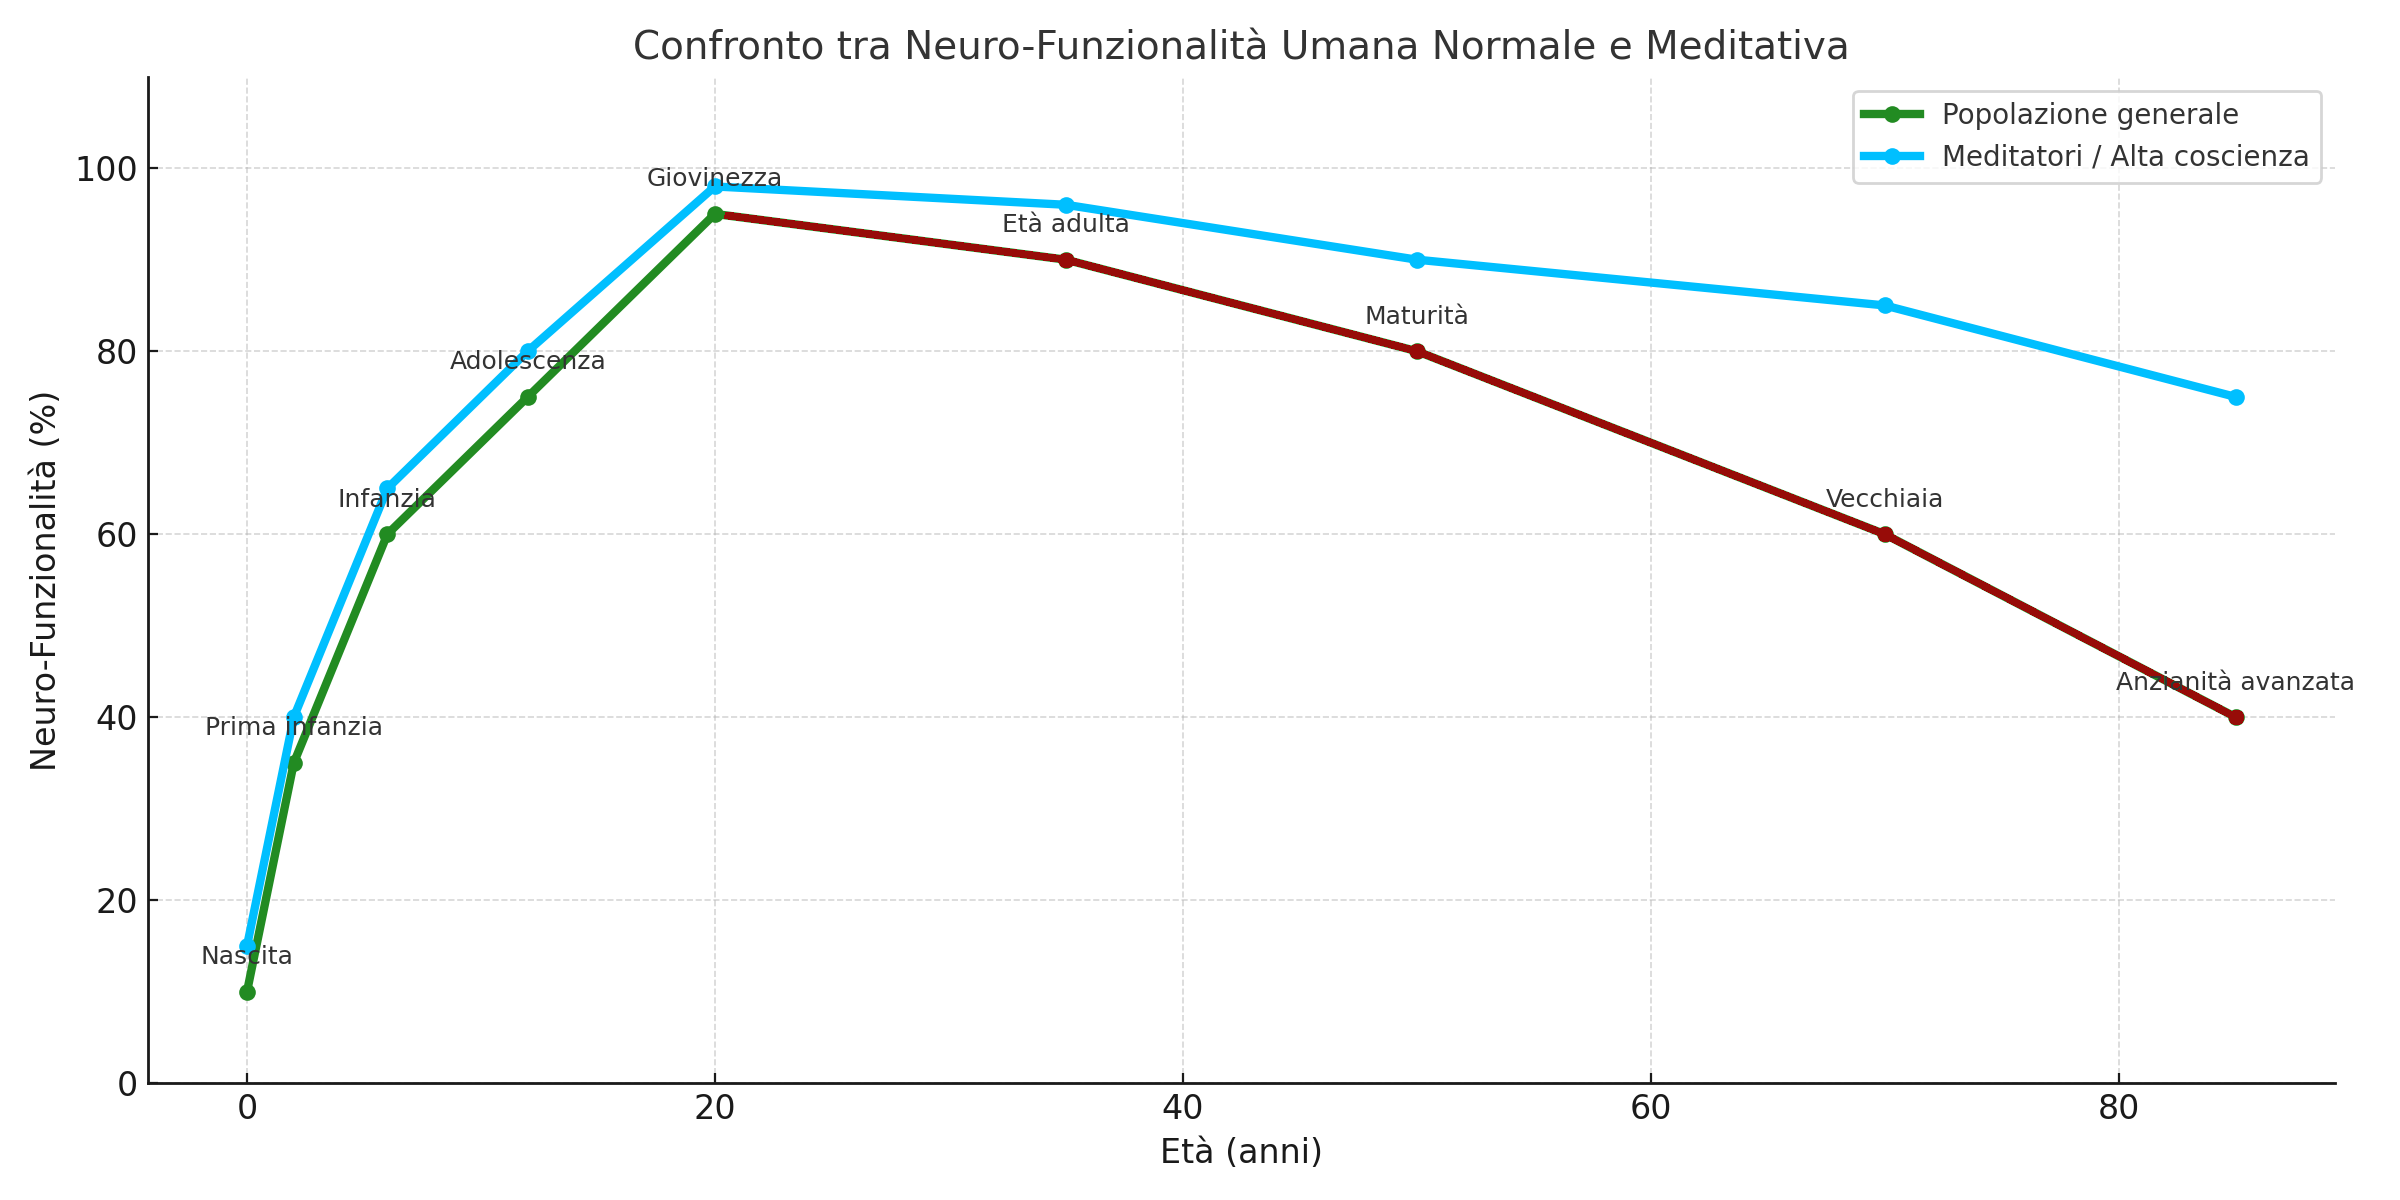 Confronto tra Neuro-Funzionalità Umana Normale e Meditativa
Popolazione generale
Meditatori / Alta coscienza
Neuro-Funzionalità (%)
100
80
60
40
20
0
Giovinezza
Età adulta
Maturità
Adolescenza
Infanzia
Vecchiaia
Anzianità avanzata
Prima infanzia
Nascita
0
20
40
60
80
Età (anni)